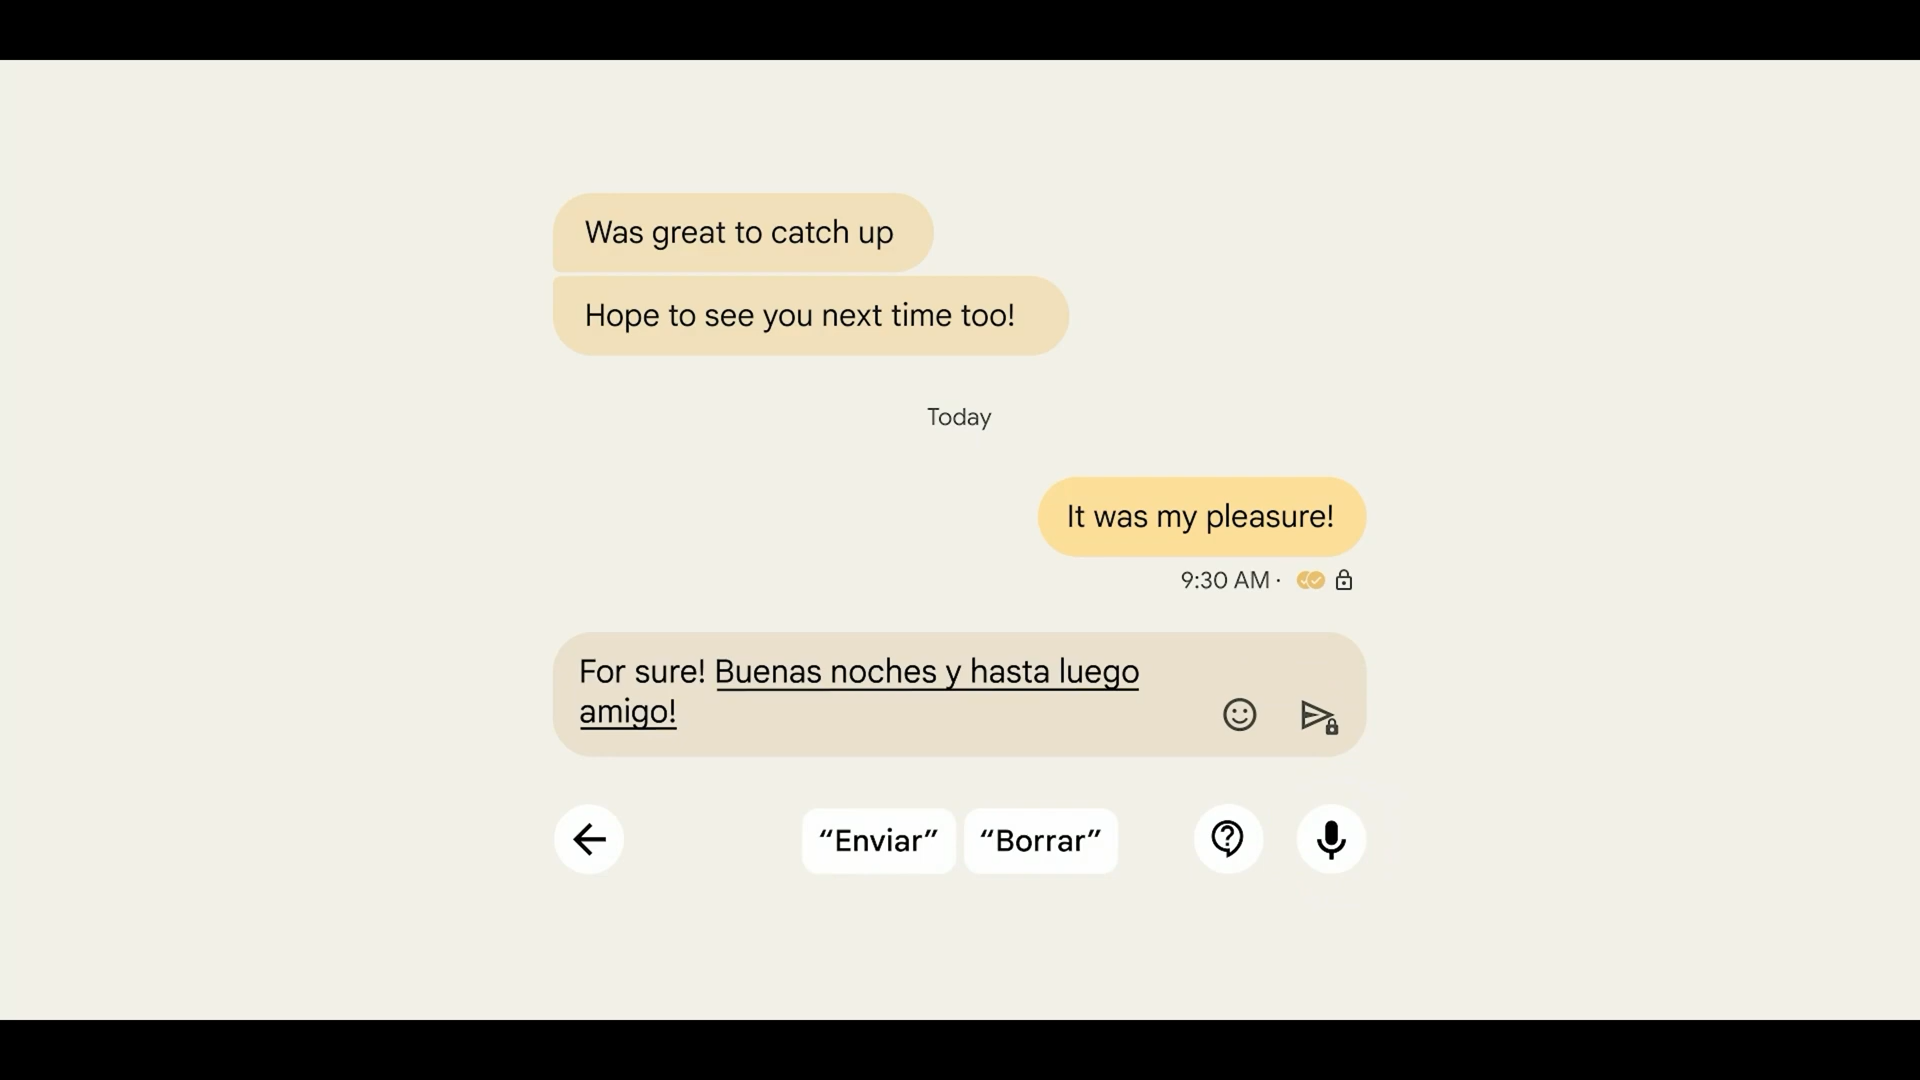 Was great to catch up
Hope to see you next time too!
Today
It was my pleasure!
9:30 AM ·
For sure! Buenas noches y hasta luego
amigo!
“Enviar” “Borrar”